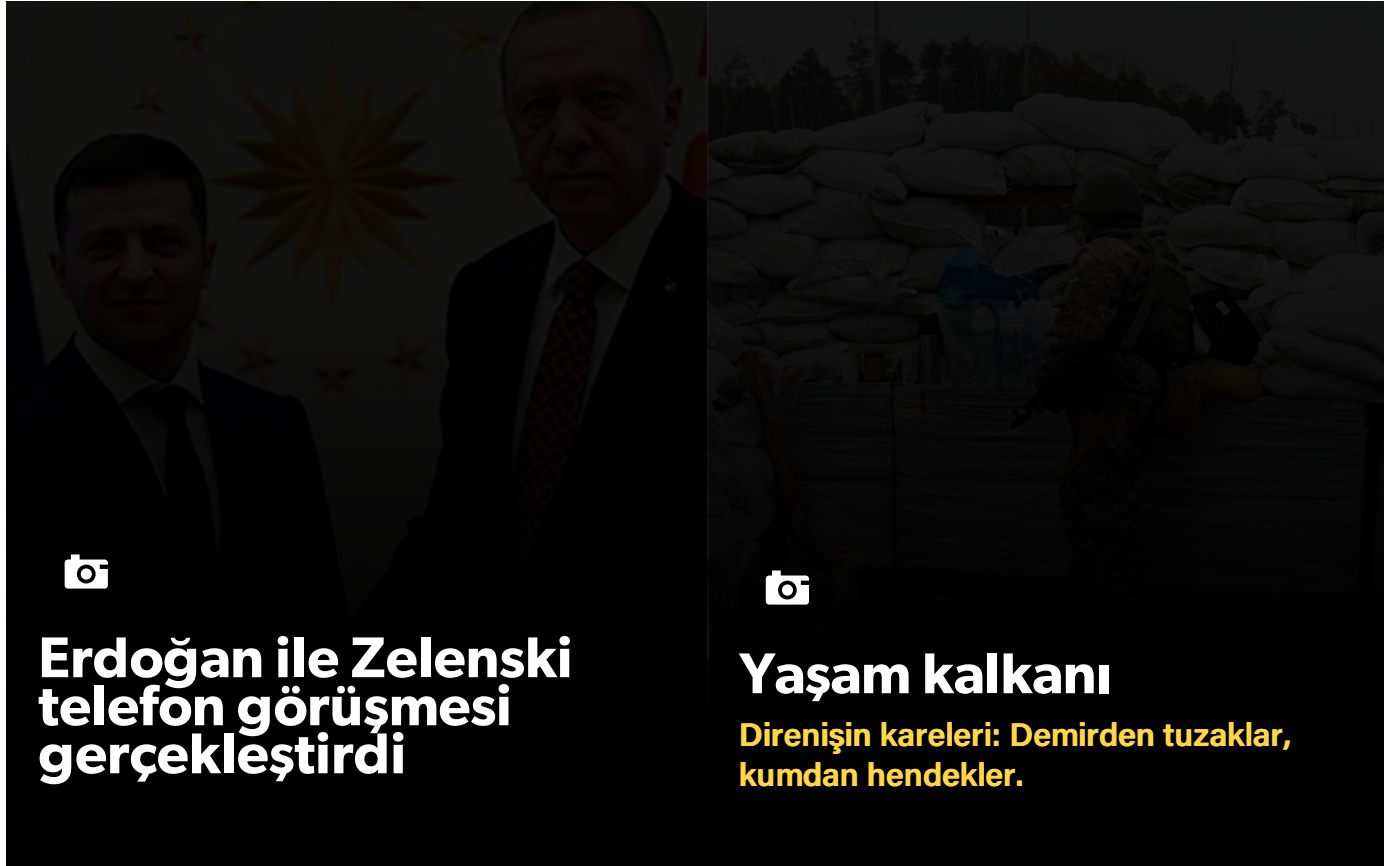 Erdoğan ile Zelenski
telefon görüşmesi
gerçekleştirdi
Yaşam kalkanı
Direnişin kareleri: Demirden tuzaklar,
kumdan hendekler.